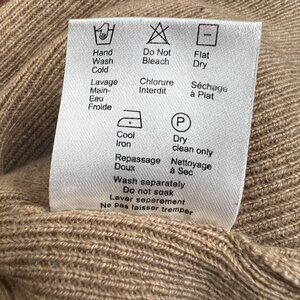 Hand Do Not Flat
Wash Bleach Dry
Cold
Lavage Chlorure Séchage
Main- Interdit à Plat
Eau
Froide
P
Cool Dry
Iron clean only
Repassage Nettoyage
Doux à Sec
Wash separately
Do not soak
Laver separement
Ne pas laisser tremper